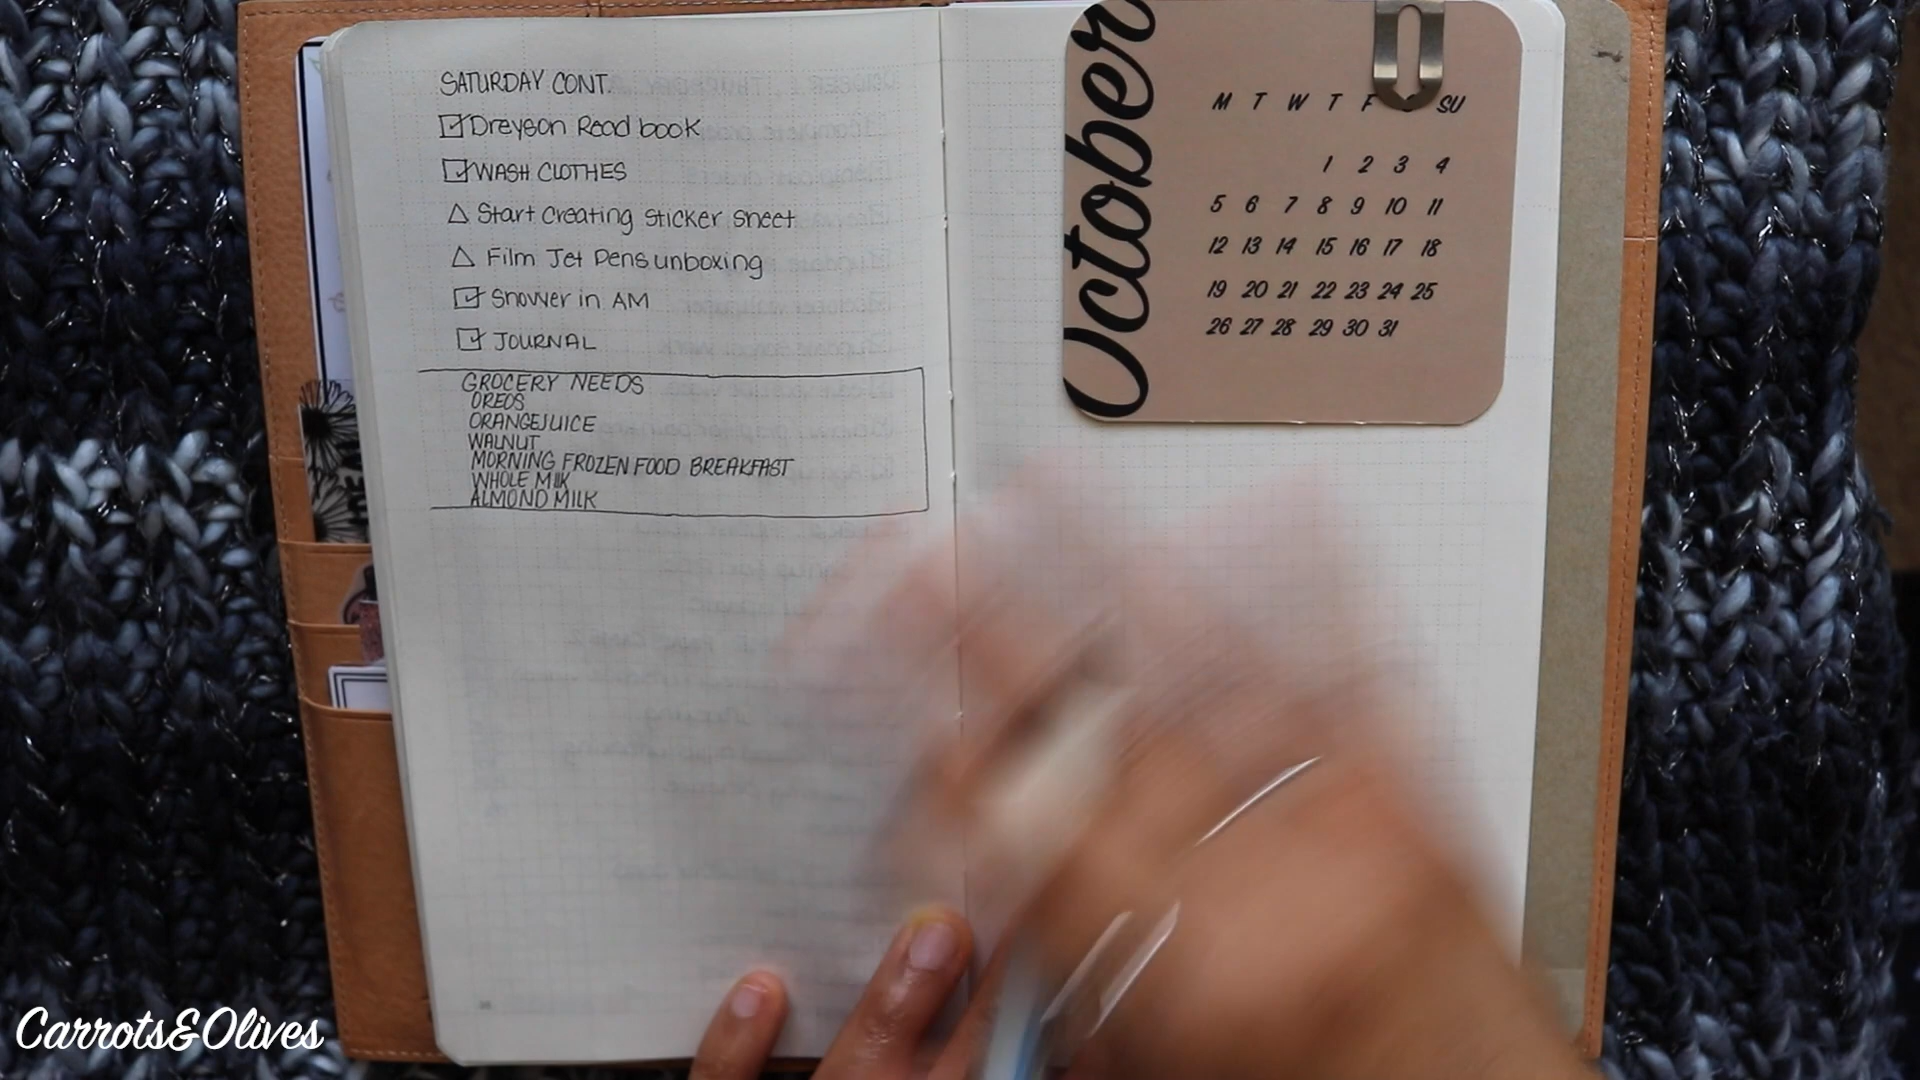 SATURDAY CONT.
Dreyson Read book
WASH CLOTHES
Start Creating sticker sheet
Film Jet Pens unboxing
Shower in AM
JOURNAL
GROCERY NEEDS
OREOS
ORANGE JUICE
WALNUT
MORNING FROZEN FOOD BREAKFAST
WHOLE MILK
ALMOND MILK
October
M T W T F SU
1 2 3 4
5 6 7 8 9 10 11
12 13 14 15 16 17 18
19 20 21 22 23 24 25
26 27 28 29 30 31
Carrots&Olives